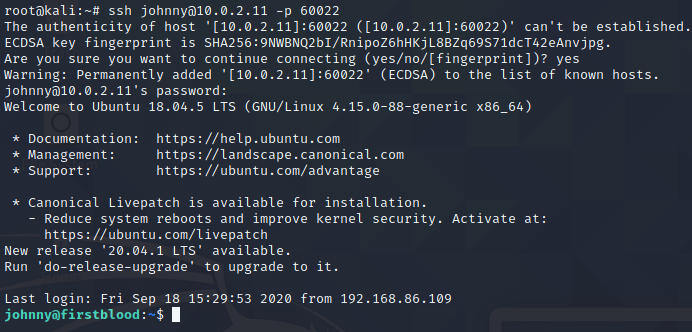 root@kali:~# ssh johnny@10.0.2.11 -p 60022
The authenticity of host '[10.0.2.11]:60022 ([10.0.2.11]:60022)' can't be established.
ECDSA key fingerprint is SHA256:9NWBNQ2bI/RnipoZ6hHKjL8BZq69S71dcT42eAnvjpg.
Are you sure you want to continue connecting (yes/no/[fingerprint])? yes
Warning: Permanently added '[10.0.2.11]:60022' (ECDSA) to the list of known hosts.
johnny@10.0.2.11's password:
Welcome to Ubuntu 18.04.5 LTS (GNU/Linux 4.15.0-88-generic x86_64)

 * Documentation:  https://help.ubuntu.com
 * Management:     https://landscape.canonical.com
 * Support:        https://ubuntu.com/advantage

 * Canonical Livepatch is available for installation.
   - Reduce system reboots and improve kernel security. Activate at:
     https://ubuntu.com/livepatch
New release '20.04.1 LTS' available.
Run 'do-release-upgrade' to upgrade to it.

Last login: Fri Sep 18 15:29:53 2020 from 192.168.86.109
johnny@firstblood:~$